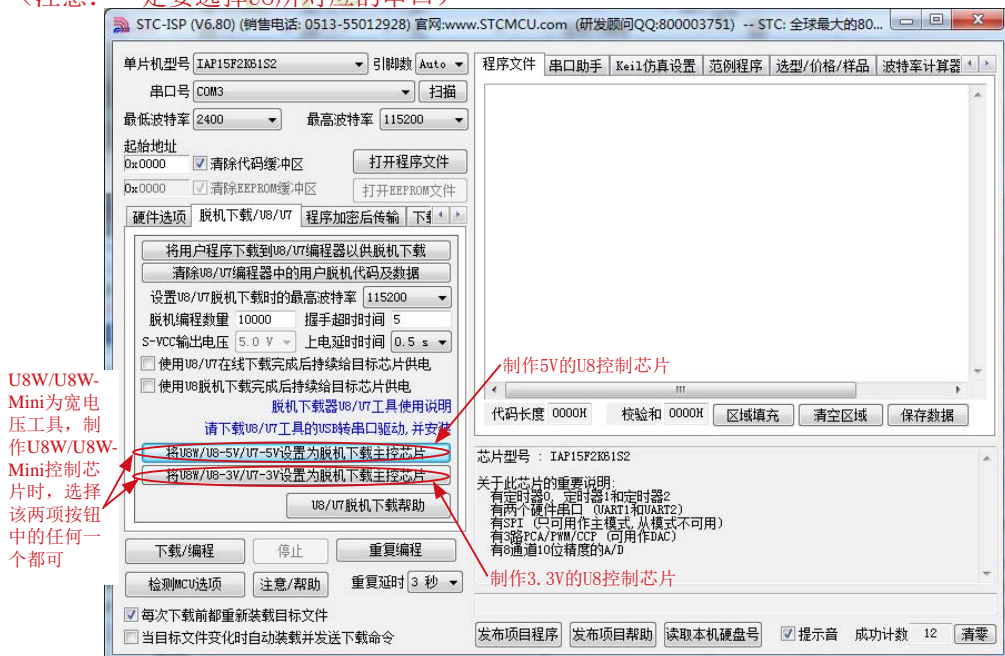 （注意：一定要选择U8所对应的串口）
STC-ISP (V6.80) (销售电话: 0513-55012928) 官网:www.STCMCU.com (研发顾问QQ:800003751) -- STC: 全球最大的80...
单片机型号 IAP15F2K61S2 引脚数 Auto
串口号 COM3 扫描
最低波特率 2400 最高波特率 115200
起始地址
0x0000 清除代码缓冲区 打开程序文件
0x0000 清除EEPROM缓冲区 打开EEPROM文件
硬件选项 脱机下载/U8/U7 程序加密后传输
将用户程序下载到U8/U7编程器以供脱机下载
清除U8/U7编程器中的用户脱机代码及数据
设置U8/U7脱机下载时的最高波特率 115200
脱机编程数量 10000 握手超时时间 5
S-VCC输出电压 5.0 V 上电延时时间 0.5 s
使用U8/U7在线下载完成后持续给目标芯片供电
使用U8脱机下载完成后持续给目标芯片供电
脱机下载器U8/U7工具使用说明
请下载U8/U7工具的USB转串口驱动,并安装
将U8W/U8-5V/U7-5V设置为脱机下载主控芯片
将U8W/U8-3V/U7-3V设置为脱机下载主控芯片
U8/U7脱机下载帮助
下载/编程 停止 重复编程
检测MCU选项 注意/帮助 重复延时 3 秒
每次下载前都重新装载目标文件
当目标文件变化时自动装载并发送下载命令
程序文件 串口助手 Keil仿真设置 范例程序 选型/价格/样品 波特率计算器
代码长度 0000H 校验和 0000H 区域填充 清空区域 保存数据
芯片型号 : IAP15F2K61S2
关于此芯片的重要说明:
有定时器0、定时器1和定时器2
有两个硬件串口 (UART1和UART2)
有SPI (只可用作主模式,从模式不可用)
有3路PCA/PWM/CCP (可用作DAC)
有8通道10位精度的A/D
发布项目程序 发布项目帮助 读取本机硬盘号 提示音 成功计数 12 清零
U8W/U8W-
Mini为宽电
压工具，制
作U8W/U8W-
Mini控制芯
片时，选择
该两项按钮
中的任何一
个都可
制作5V的U8控制芯片
制作3.3V的U8控制芯片